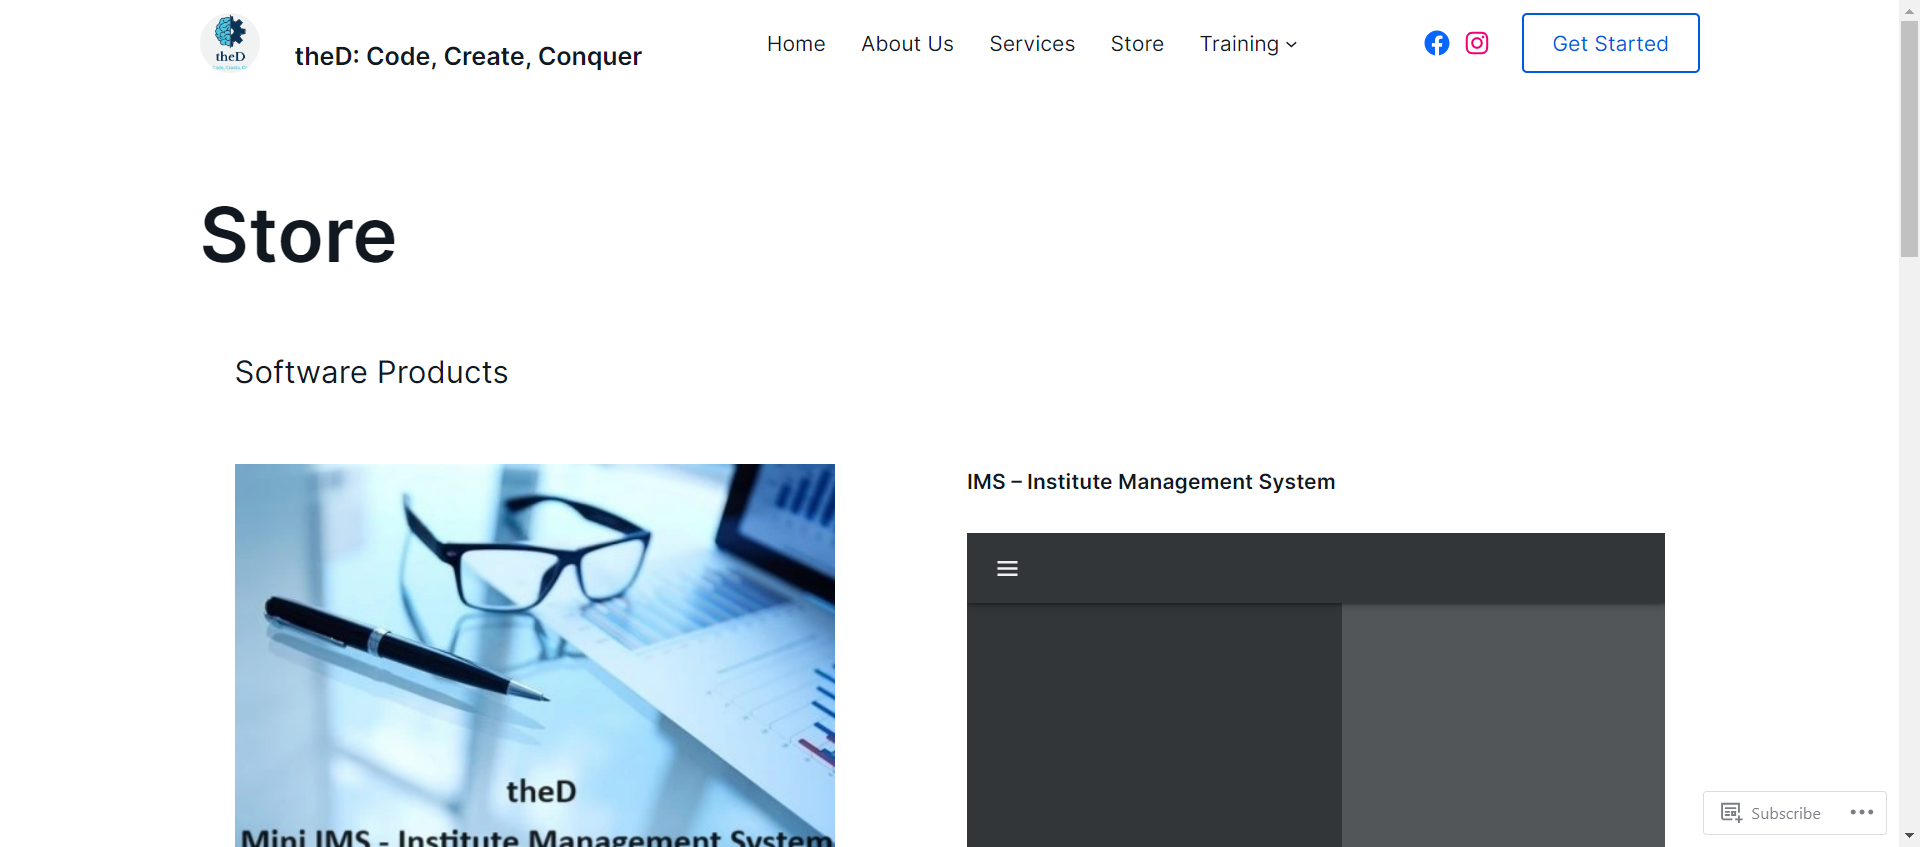 theD
theD: Code, Create, Conquer
Home
About Us
Services
Store
Training
Get Started
Store
Software Products
IMS – Institute Management System
theD
Mini IMS - Institute Management System
Subscribe